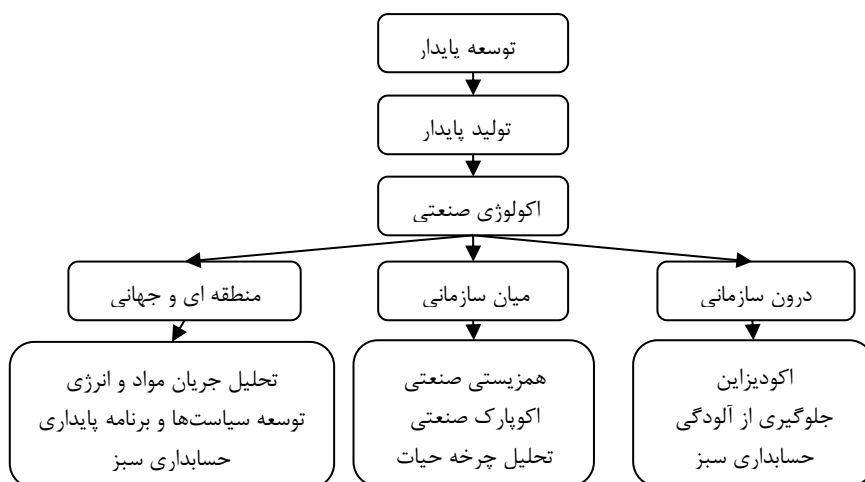 توسعه پایدار
تولید پایدار
اکولوژی صنعتی
درون سازمانی
میان سازمانی
منطقه ای و جهانی
اکودیزاین
جلوگیری از آلودگی
حسابداری سبز
همزیستی صنعتی
اکوپارک صنعتی
تحلیل چرخه حیات
تحلیل جریان مواد و انرژی
توسعه سیاست‌ها و برنامه پایداری
حسابداری سبز